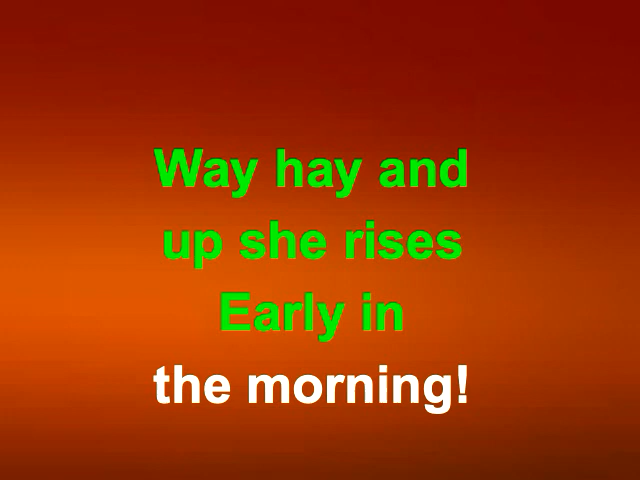 Way hay and
up she rises
Early in
the morning!